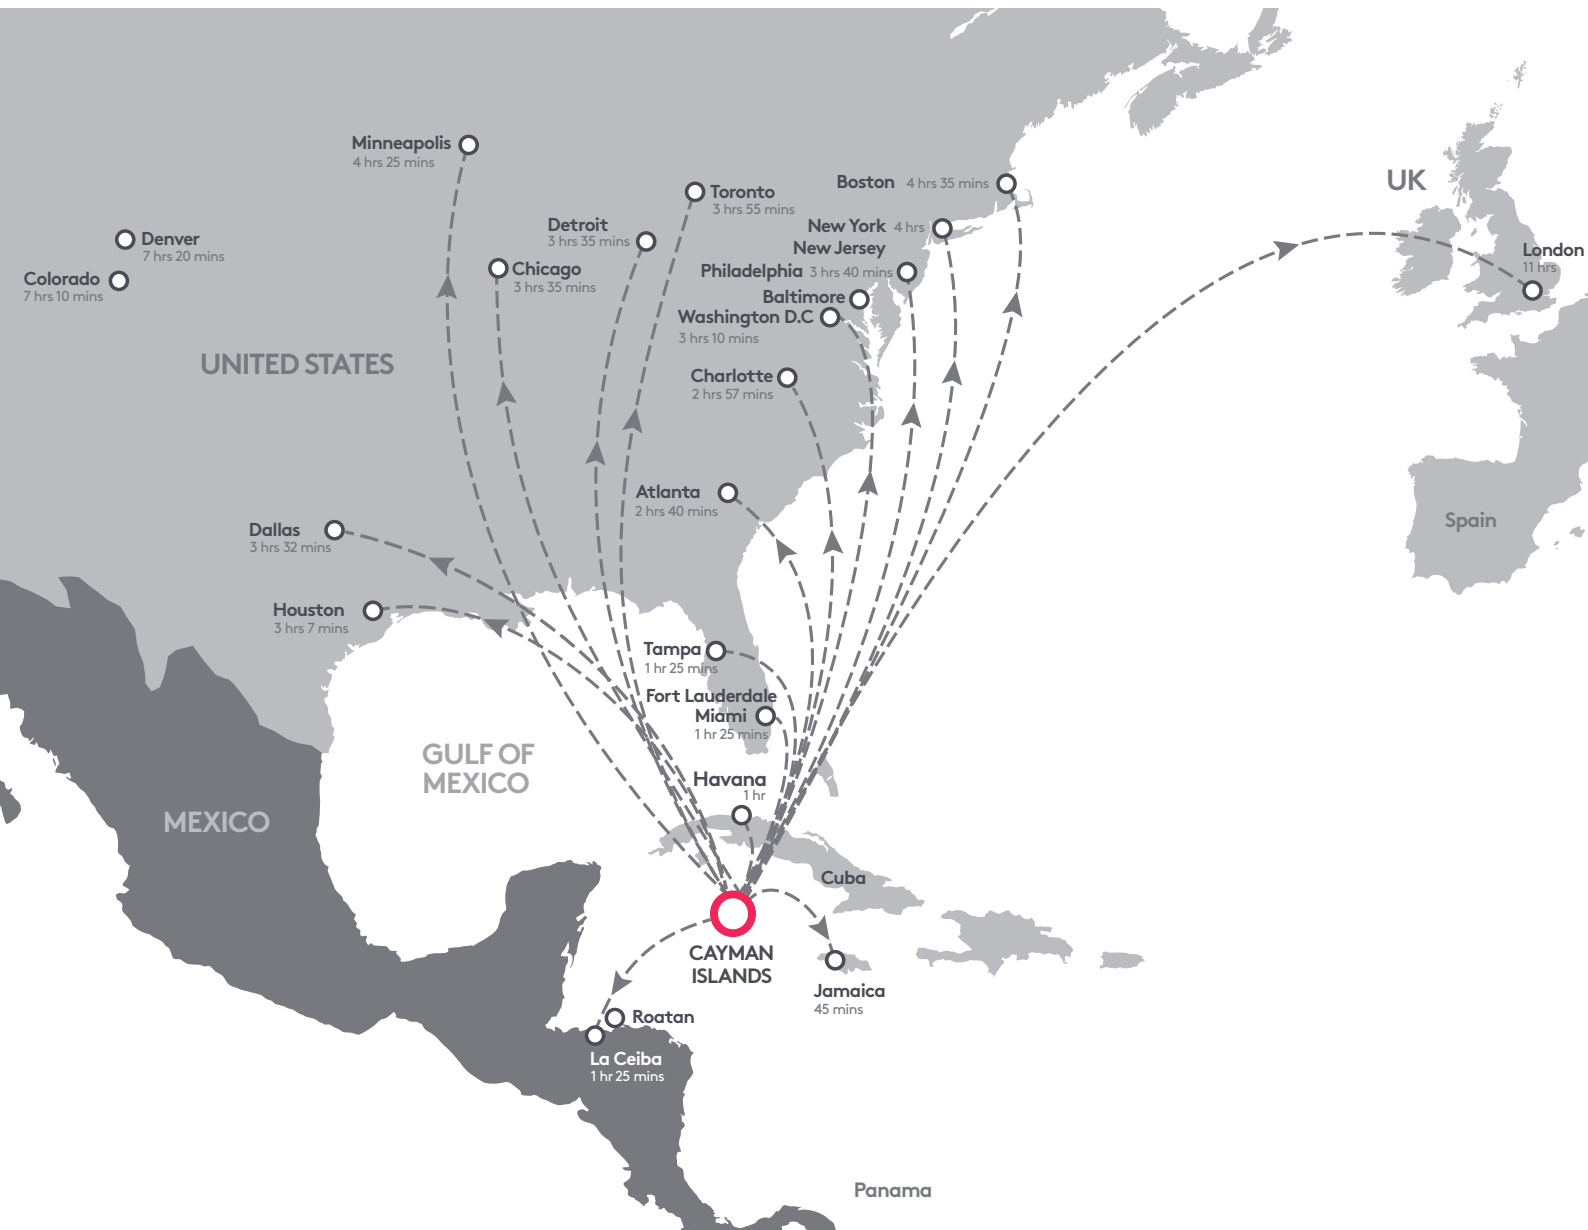 Minneapolis
4 hrs 25 mins
Toronto
3 hrs 55 mins
Boston 4 hrs 35 mins
UK
Denver
7 hrs 20 mins
Detroit
3 hrs 35 mins
New York 4 hrs
New Jersey
London
11 hrs
Colorado
7 hrs 10 mins
Chicago
3 hrs 35 mins
Philadelphia 3 hrs 40 mins
Baltimore
Washington D.C
3 hrs 10 mins
UNITED STATES
Charlotte
2 hrs 57 mins
Atlanta
2 hrs 40 mins
Spain
Dallas
3 hrs 32 mins
Houston
3 hrs 7 mins
Tampa
1 hr 25 mins
Fort Lauderdale
Miami
1 hr 25 mins
GULF OF
MEXICO
Havana
1 hr
MEXICO
Cuba
CAYMAN
ISLANDS
Jamaica
45 mins
Roatan
La Ceiba
1 hr 25 mins
Panama